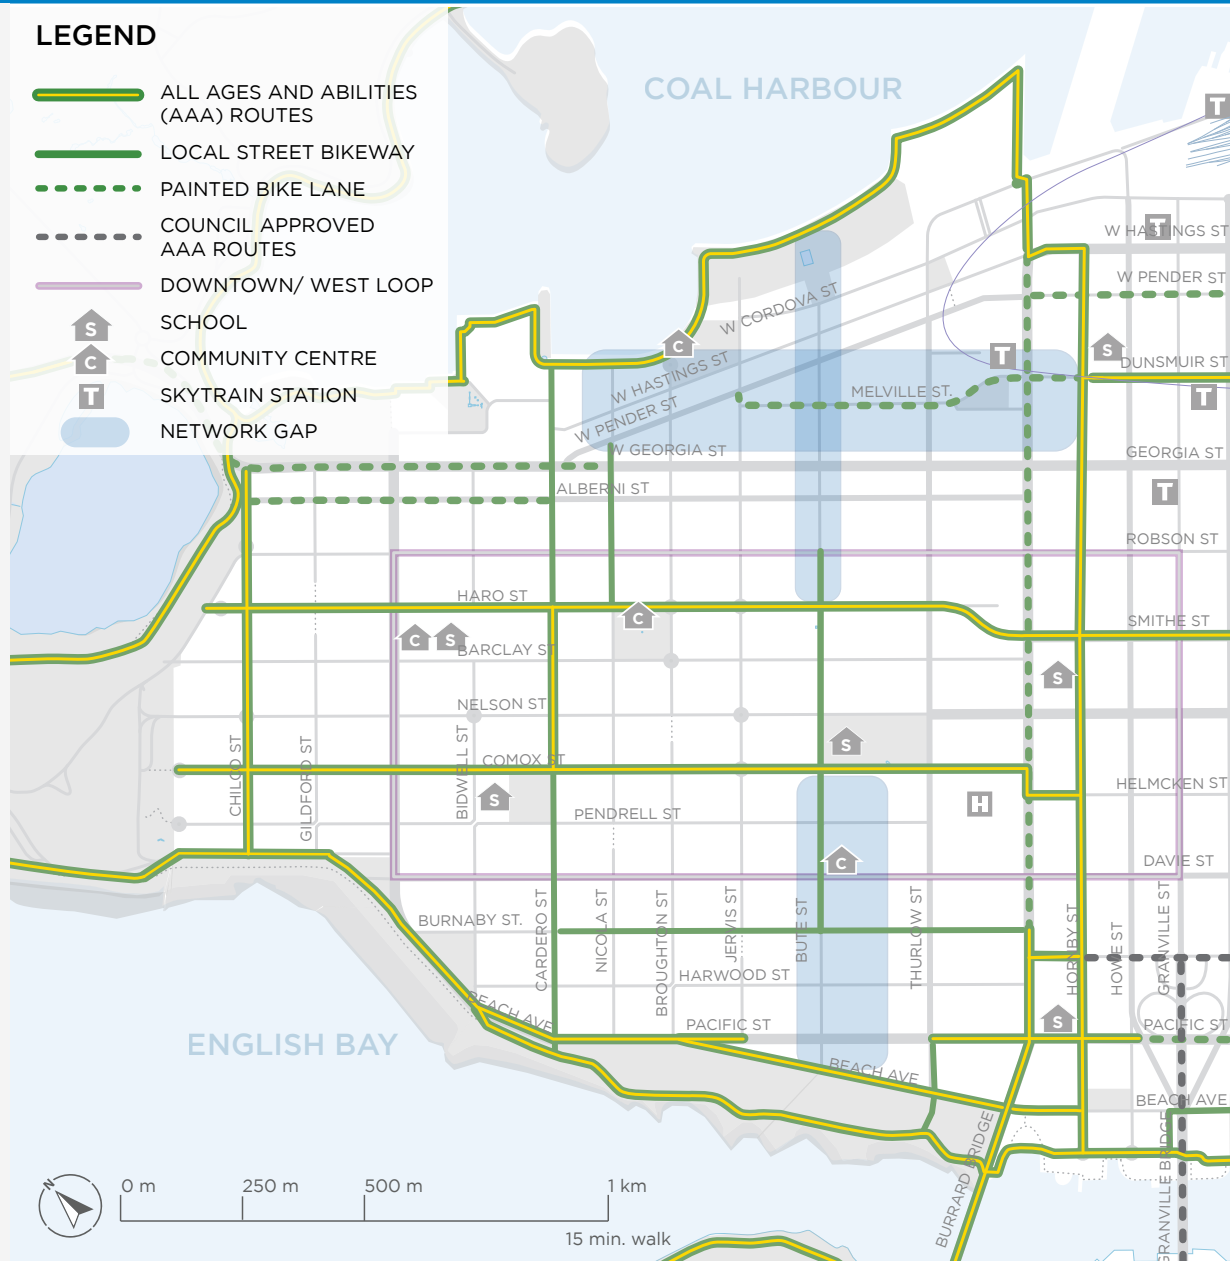 LEGEND
ALL AGES AND ABILITIES
(AAA) ROUTES
LOCAL STREET BIKEWAY
PAINTED BIKE LANE
COUNCIL APPROVED
AAA ROUTES
DOWNTOWN/ WEST LOOP
S
SCHOOL
C
COMMUNITY CENTRE
T
SKYTRAIN STATION
NETWORK GAP
COAL HARBOUR
T
T
W HASTINGS ST
W PENDER ST
W CORDOVA ST
C
T
S
DUNSMUIR ST
W HASTINGS ST
MELVILLE ST.
T
W PENDER ST
W GEORGIA ST
GEORGIA ST
ALBERNI ST
T
ROBSON ST
HARO ST
C
SMITHE ST
C
S
BARCLAY ST
S
NELSON ST
S
COMOX ST
CHILCO ST
GILDFORD ST
BIDWELL ST
S
H
HELMCKEN ST
PENDRELL ST
C
DAVIE ST
BURNABY ST.
CARDERO ST
NICOLA ST
BROUGHTON ST
JERVIS ST
BUTE ST
THURLOW ST
HORNBY ST
HOWE ST
GRANVILLE ST
HARWOOD ST
BEACH AVE
PACIFIC ST
S
PACIFIC ST
ENGLISH BAY
BEACH AVE
BEACH AVE
BURRARD BRIDGE
GRANVILLE BRIDGE
N
0 m
250 m
500 m
1 km
15 min. walk